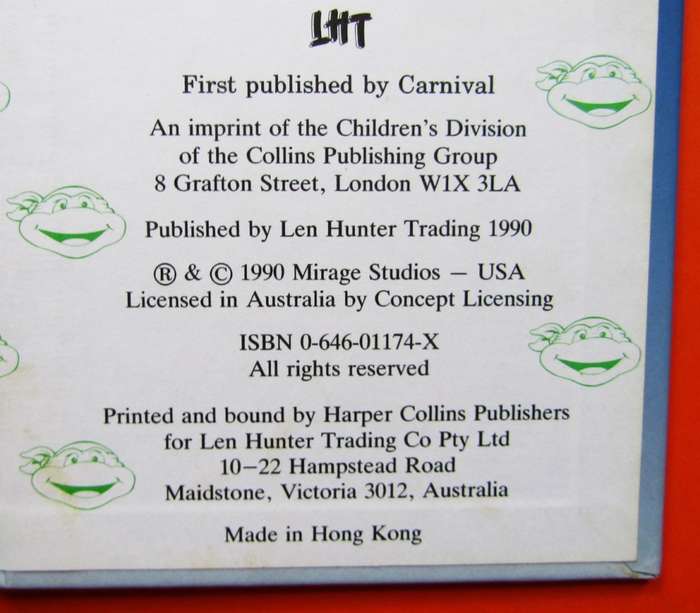 LHT
First published by Carnival
An imprint of the Children's Division
of the Collins Publishing Group
8 Grafton Street, London W1X 3LA
Published by Len Hunter Trading 1990
® & © 1990 Mirage Studios — USA
Licensed in Australia by Concept Licensing
ISBN 0-646-01174-X
All rights reserved
Printed and bound by Harper Collins Publishers
for Len Hunter Trading Co Pty Ltd
10—22 Hampstead Road
Maidstone, Victoria 3012, Australia
Made in Hong Kong